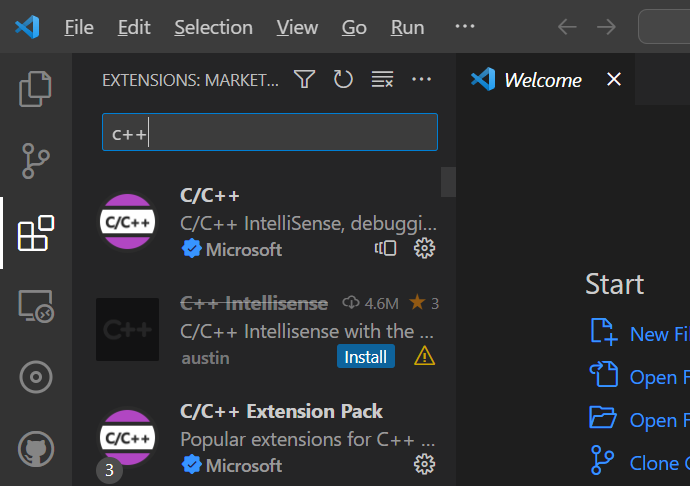 File Edit Selection View Go Run ...
EXTENSIONS: MARKET... ...
Welcome
c++
C/C++
C/C++
C/C++ IntelliSense, debuggi...
Microsoft
C++
C++ Intellisense 4.6M 3
C/C++ Intellisense with the ...
austin Install
Start
New Fi
Open F
Open F
Clone
C/C++
C/C++ Extension Pack
Popular extensions for C++ ...
3
Microsoft